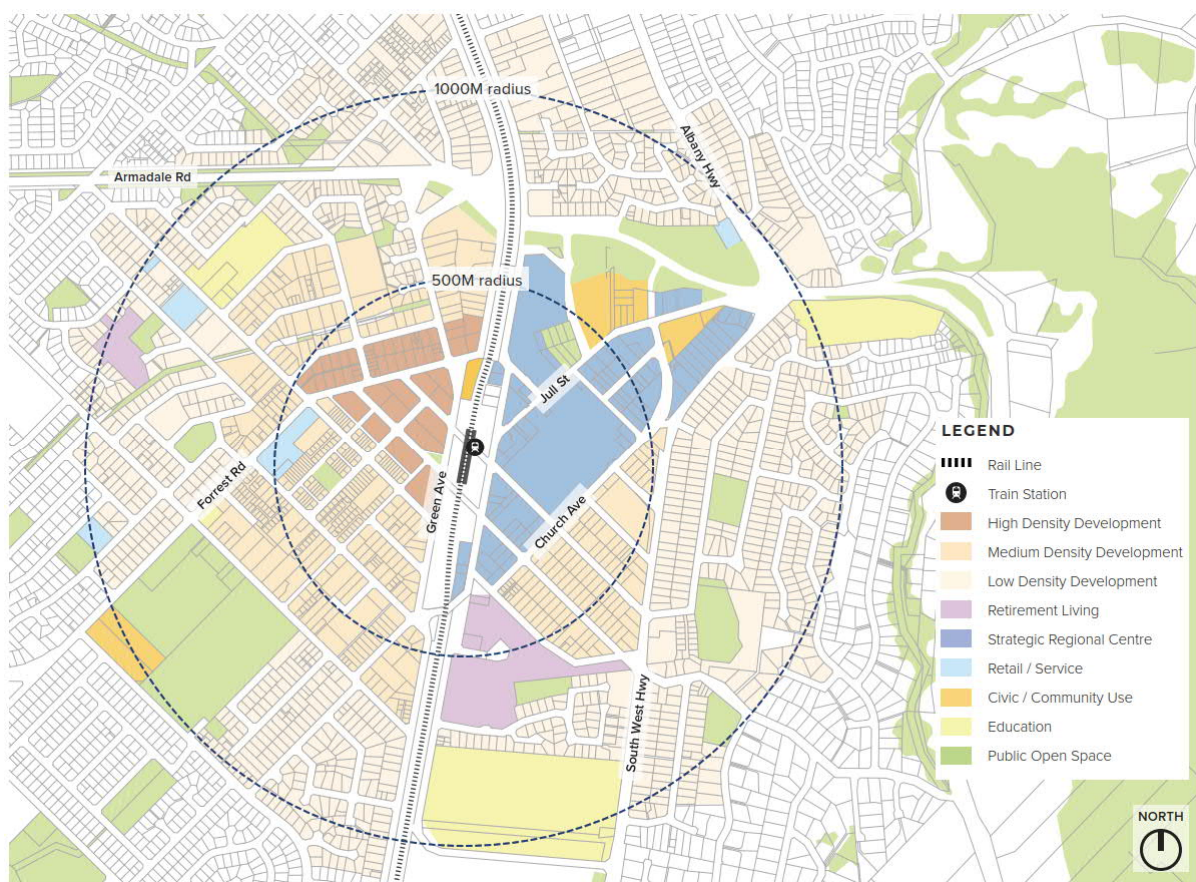 1000M radius
Albany Hwy
Armadale Rd
500M radius
Jull St
Forrest Rd
Green Ave
Church Ave
South West Hwy
LEGEND
Rail Line
Train Station
High Density Development
Medium Density Development
Low Density Development
Retirement Living
Strategic Regional Centre
Retail / Service
Civic / Community Use
Education
Public Open Space
NORTH